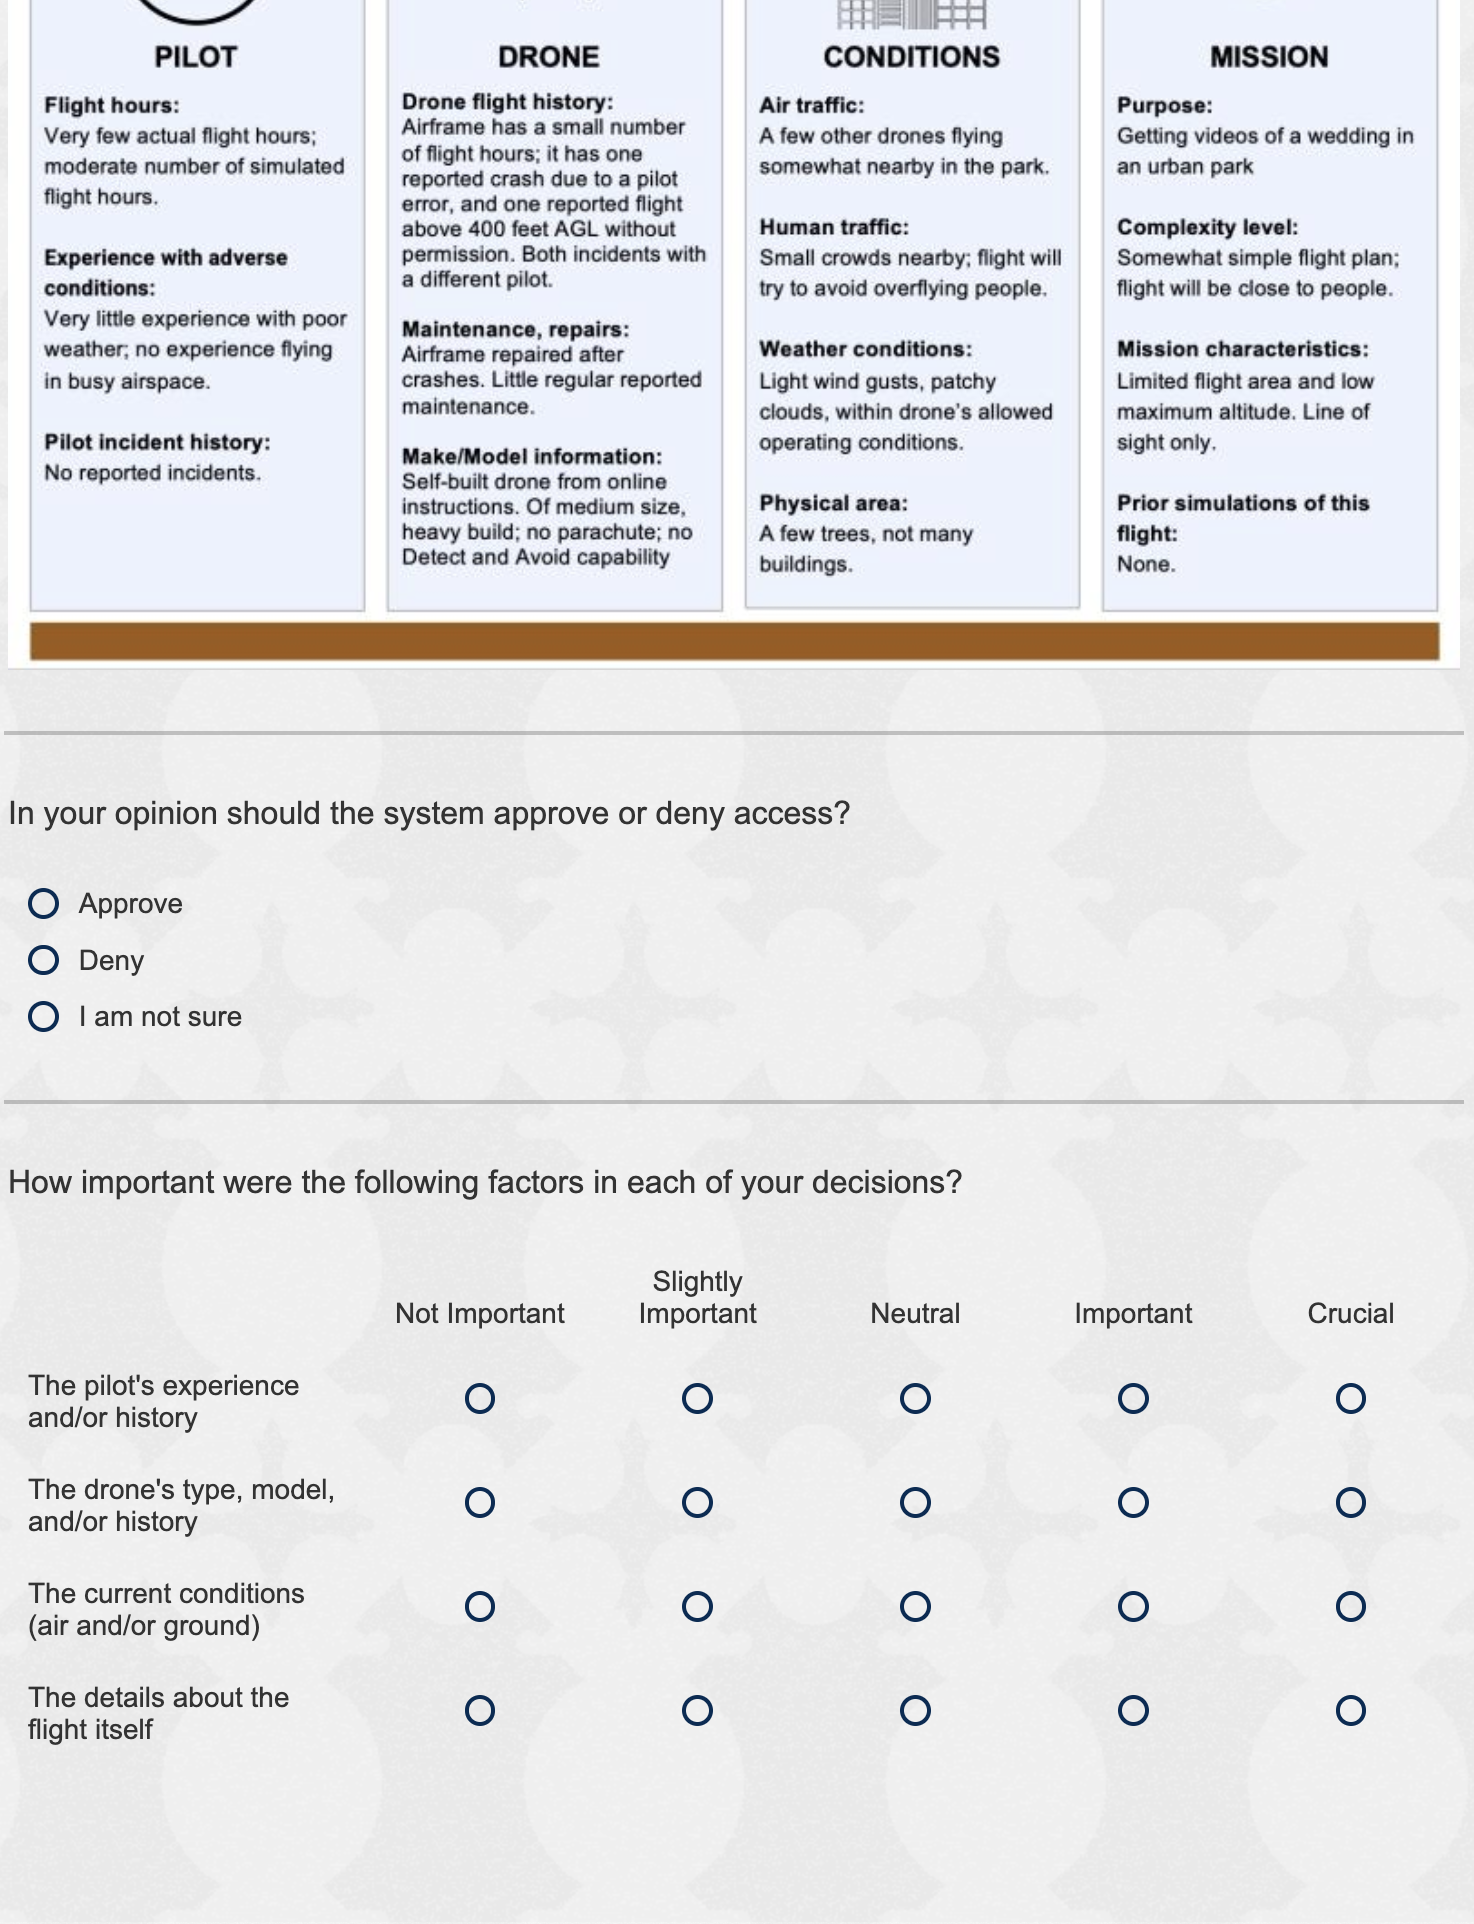 PILOT
Flight hours:
Very few actual flight hours;
moderate number of simulated
flight hours.
Experience with adverse
conditions:
Very little experience with poor
weather; no experience flying
in busy airspace.
Pilot incident history:
No reported incidents.
DRONE
Drone flight history:
Airframe has a small number
of flight hours; it has one
reported crash due to a pilot
error, and one reported flight
above 400 feet AGL without
permission. Both incidents with
a different pilot.
Maintenance, repairs:
Airframe repaired after
crashes. Little regular reported
maintenance.
Make/Model information:
Self-built drone from online
instructions. Of medium size,
heavy build; no parachute; no
Detect and Avoid capability
CONDITIONS
Air traffic:
A few other drones flying
somewhat nearby in the park.
Human traffic:
Small crowds nearby; flight will
try to avoid overflying people.
Weather conditions:
Light wind gusts, patchy
clouds, within drone's allowed
operating conditions.
Physical area:
A few trees, not many
buildings.
MISSION
Purpose:
Getting videos of a wedding in
an urban park
Complexity level:
Somewhat simple flight plan;
flight will be close to people.
Mission characteristics:
Limited flight area and low
maximum altitude. Line of
sight only.
Prior simulations of this
flight:
None.
In your opinion should the system approve or deny access?
Approve
Deny
I am not sure
How important were the following factors in each of your decisions?
Not Important
Slightly
Important
Neutral
Important
Crucial
The pilot's experience
and/or history
The drone's type, model,
and/or history
The current conditions
(air and/or ground)
The details about the
flight itself